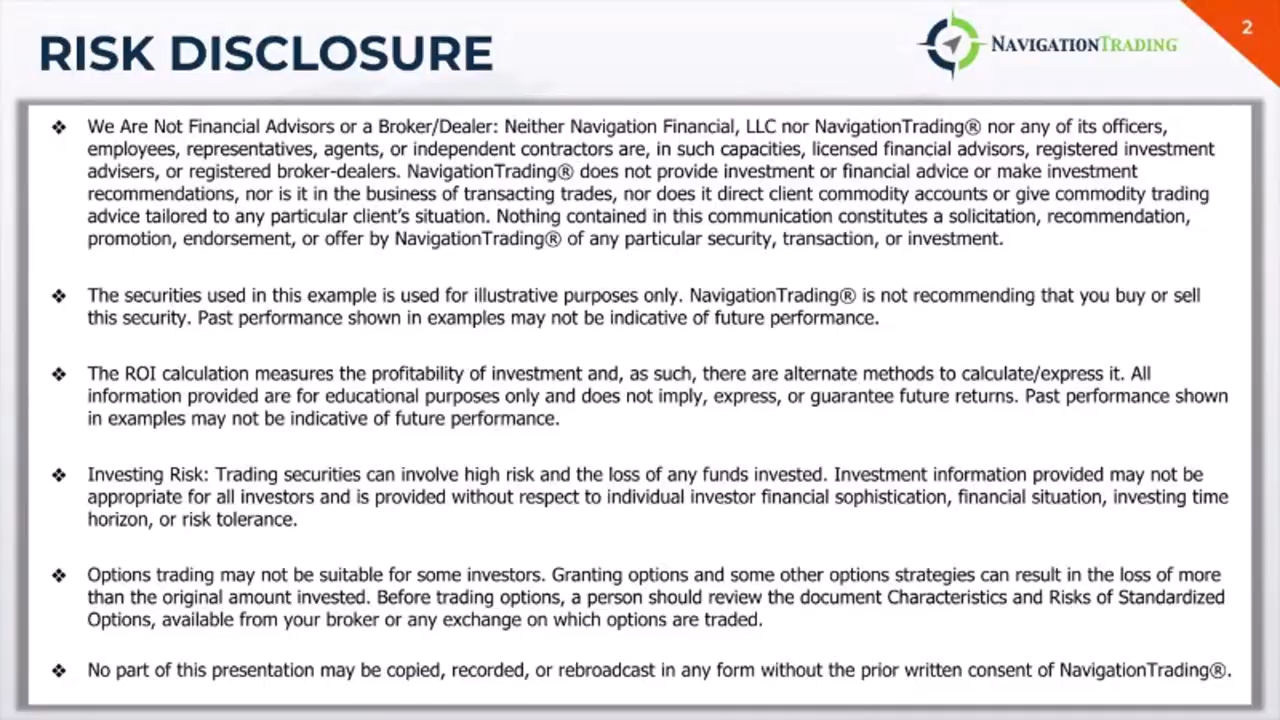 RISK DISCLOSURE
NAVIGATIONTRADING
2
❖ We Are Not Financial Advisors or a Broker/Dealer: Neither Navigation Financial, LLC nor NavigationTrading® nor any of its officers,
employees, representatives, agents, or independent contractors are, in such capacities, licensed financial advisors, registered investment
advisers, or registered broker-dealers. NavigationTrading® does not provide investment or financial advice or make investment
recommendations, nor is it in the business of transacting trades, nor does it direct client commodity accounts or give commodity trading
advice tailored to any particular client's situation. Nothing contained in this communication constitutes a solicitation, recommendation,
promotion, endorsement, or offer by NavigationTrading® of any particular security, transaction, or investment.
❖ The securities used in this example is used for illustrative purposes only. NavigationTrading® is not recommending that you buy or sell
this security. Past performance shown in examples may not be indicative of future performance.
❖ The ROI calculation measures the profitability of investment and, as such, there are alternate methods to calculate/express it. All
information provided are for educational purposes only and does not imply, express, or guarantee future returns. Past performance shown
in examples may not be indicative of future performance.
❖ Investing Risk: Trading securities can involve high risk and the loss of any funds invested. Investment information provided may not be
appropriate for all investors and is provided without respect to individual investor financial sophistication, financial situation, investing time
horizon, or risk tolerance.
❖ Options trading may not be suitable for some investors. Granting options and some other options strategies can result in the loss of more
than the original amount invested. Before trading options, a person should review the document Characteristics and Risks of Standardized
Options, available from your broker or any exchange on which options are traded.
❖ No part of this presentation may be copied, recorded, or rebroadcast in any form without the prior written consent of NavigationTrading®.